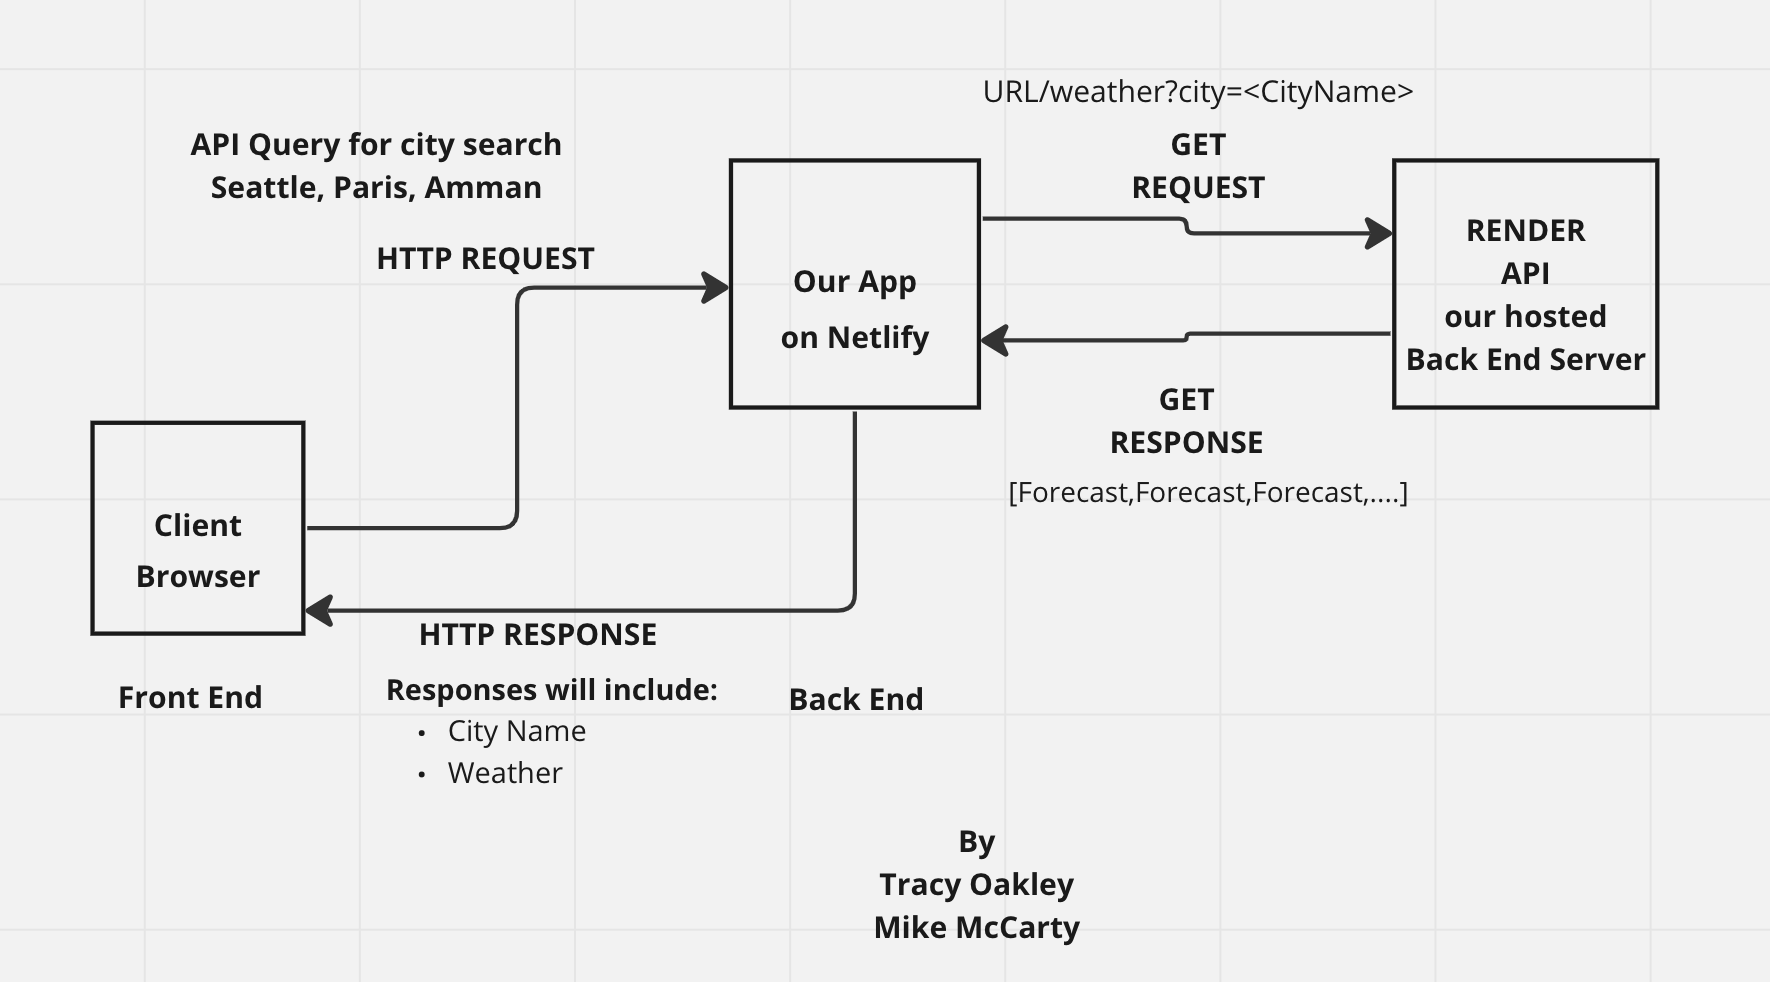 URL/weather?city=<CityName>
API Query for city search
Seattle, Paris, Amman
GET
REQUEST
HTTP REQUEST
Our App
on Netlify
RENDER
API
our hosted
Back End Server
GET
RESPONSE
[Forecast,Forecast,Forecast,....]
Client
Browser
HTTP RESPONSE
Front End
Responses will include:
• City Name
• Weather
Back End
By
Tracy Oakley
Mike McCarty